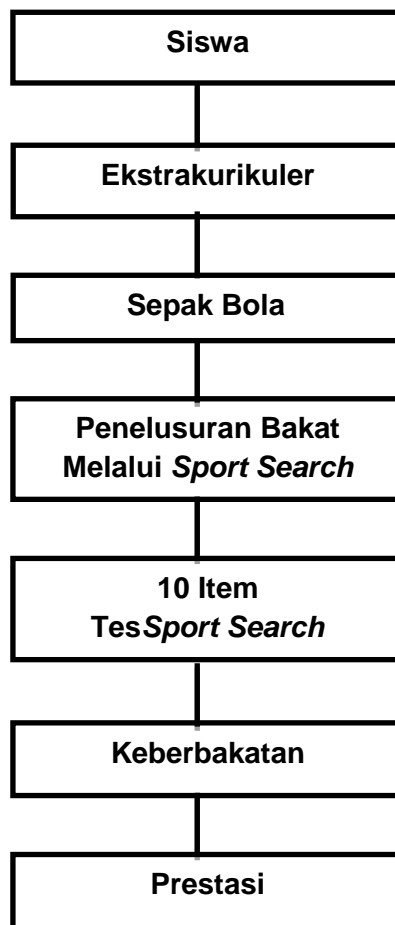 Siswa
Ekstrakurikuler
Sepak Bola
Penelusuran Bakat
Melalui Sport Search
10 Item
TesSport Search
Keberbakatan
Prestasi